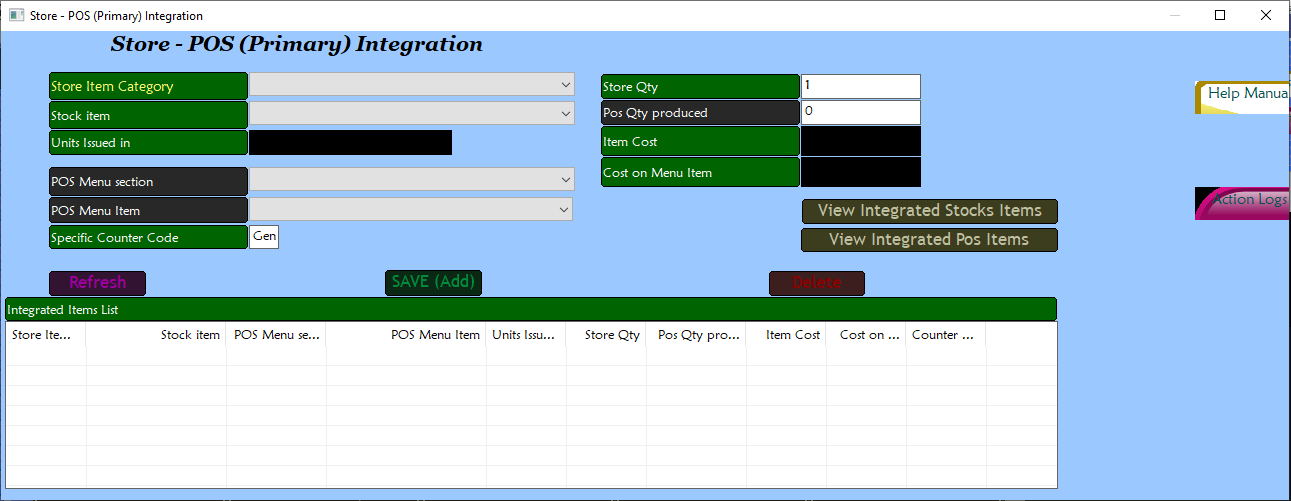 Store - POS (Primary) Integration
Store - POS (Primary) Integration
Store Item Category
Stock item
Units Issued in
POS Menu section
POS Menu Item
Specific Counter Code Gen
Store Qty 1
Pos Qty produced 0
Item Cost
Cost on Menu Item
Help Manua
Action Logs
View Integrated Stocks Items
View Integrated Pos Items
Refresh SAVE (Add) Delete
Integrated Items List
Store Ite... Stock item POS Menu se... POS Menu Item Units Issu... Store Qty Pos Qty pro... Item Cost Cost on ... Counter ...